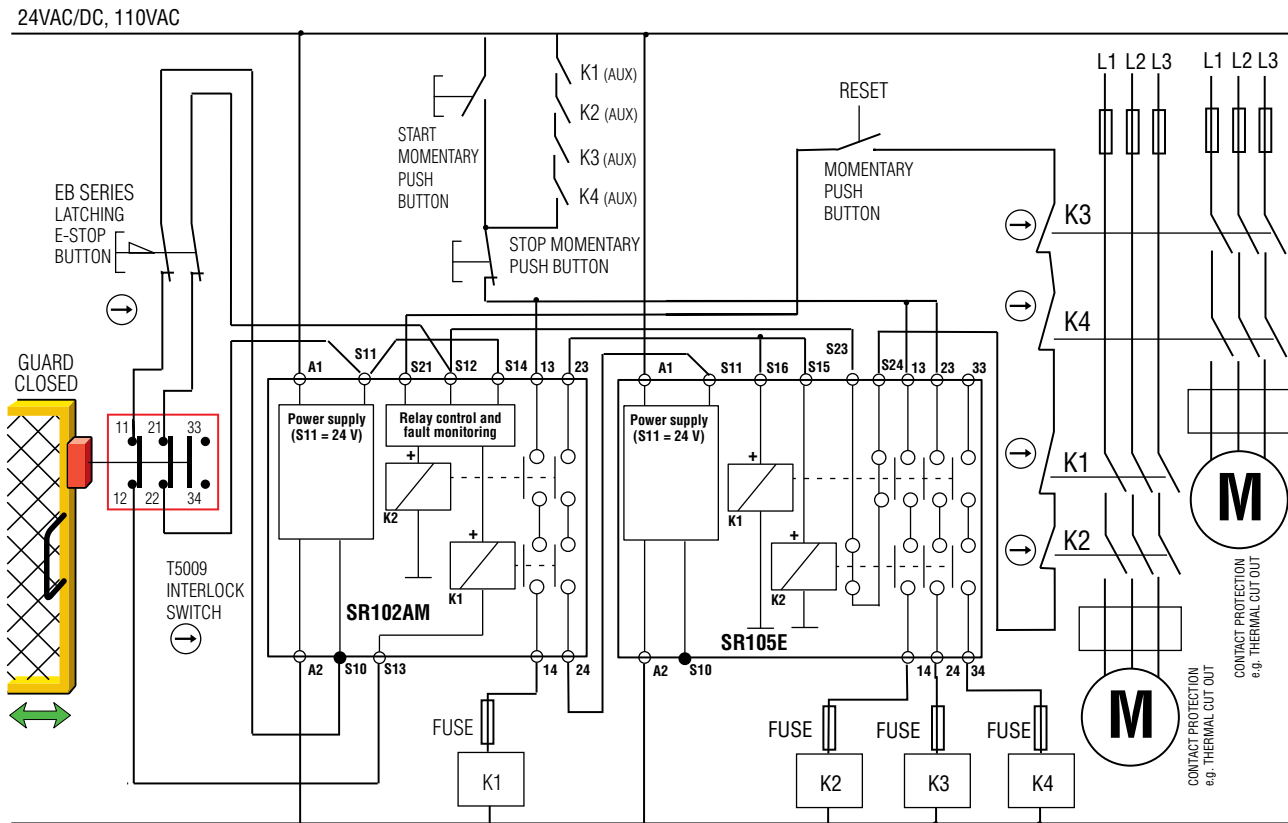 24VAC/DC, 110VAC
K1 (AUX)
K2 (AUX)
K3 (AUX)
K4 (AUX)
START
MOMENTARY
PUSH
BUTTON
STOP MOMENTARY
PUSH BUTTON
RESET
MOMENTARY
PUSH
BUTTON
L1 L2 L3
L1 L2 L3
EB SERIES
LATCHING
E-STOP
BUTTON
K3
K4
K1
K2
GUARD
CLOSED
11 21 33
12 22 34
T5009
INTERLOCK
SWITCH
A1 S11 S21 S12 S14 13 23
Power supply
(S11 = 24 V)
Relay control and
fault monitoring
+
K2
+
K1
SR102AM
A2 S10 S13 14 24
A1 S11 S16 S15 S23 S24 13 23 33
Power supply
(S11 = 24 V)
+
K1
+
K2
SR105E
A2 S10 14 24 34
FUSE
K1
FUSE
K2
FUSE
K3
FUSE
K4
M
CONTACT PROTECTION
e.g. THERMAL CUT OUT
M
CONTACT PROTECTION
e.g. THERMAL CUT OUT